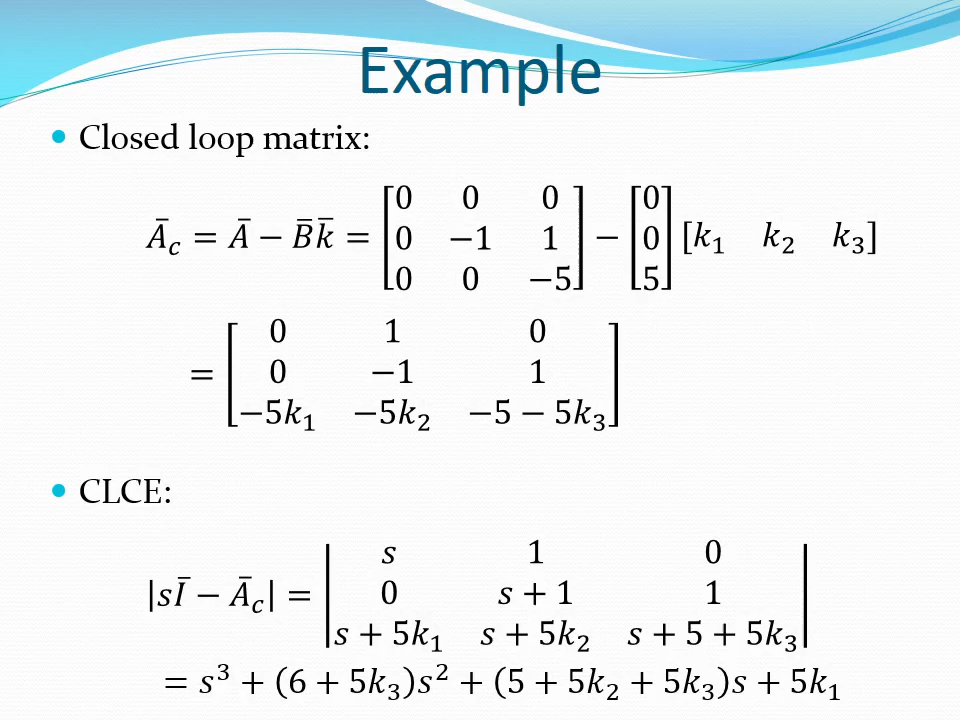 Example
Closed loop matrix:
Ā_c = Ā − B̄k̄ = [0 0 0; 0 −1 1; 0 0 −5] − [0; 0; 5] [k₁ k₂ k₃]
= [0 1 0; 0 −1 1; −5k₁ −5k₂ −5 − 5k₃]
CLCE:
|sĪ − Ā_c| = |s 1 0; 0 s + 1 1; s + 5k₁ s + 5k₂ s + 5 + 5k₃|
= s³ + (6 + 5k₃)s² + (5 + 5k₂ + 5k₃)s + 5k₁